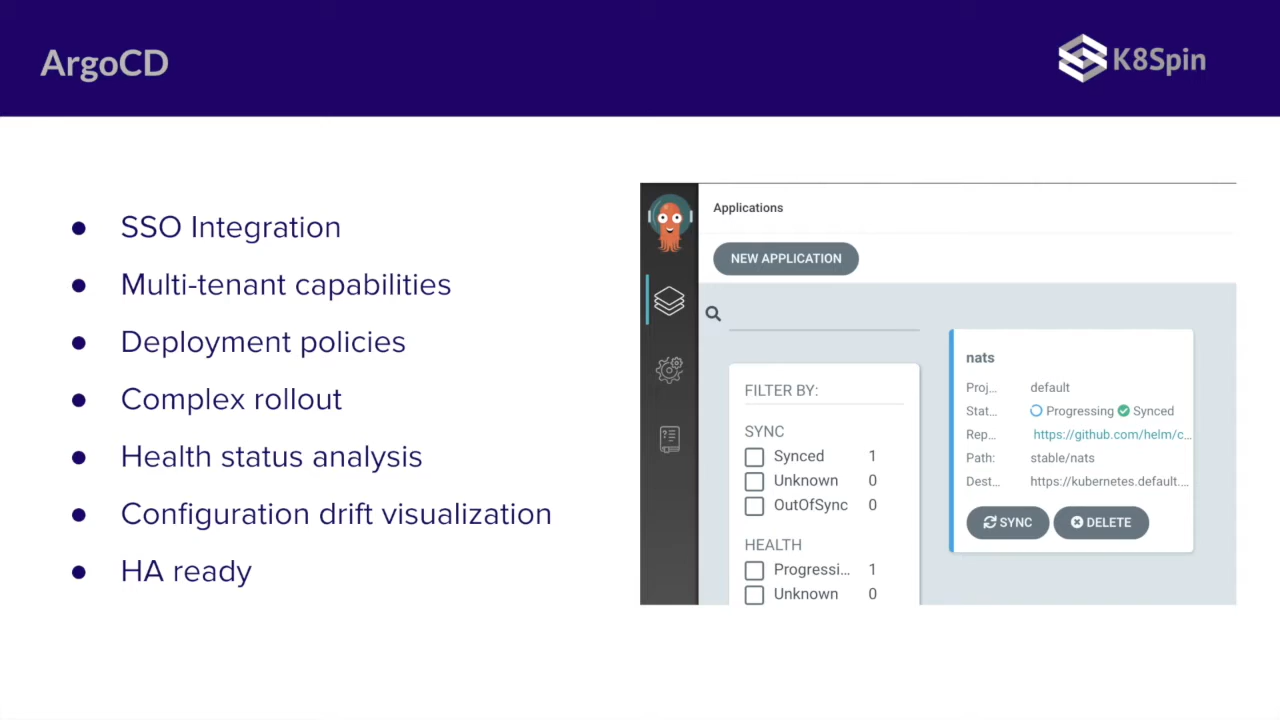 ArgoCD
K8Spin
● SSO Integration
● Multi-tenant capabilities
● Deployment policies
● Complex rollout
● Health status analysis
● Configuration drift visualization
● HA ready
Applications
NEW APPLICATION
FILTER BY:
SYNC
Synced 1
Unknown 0
OutOfSync 0
HEALTH
Progressi... 1
Unknown 0
nats
Proj... default
Stat... Progressing Synced
Rep... https://github.com/helm/c...
Path: stable/nats
Dest... https://kubernetes.default....
SYNC DELETE